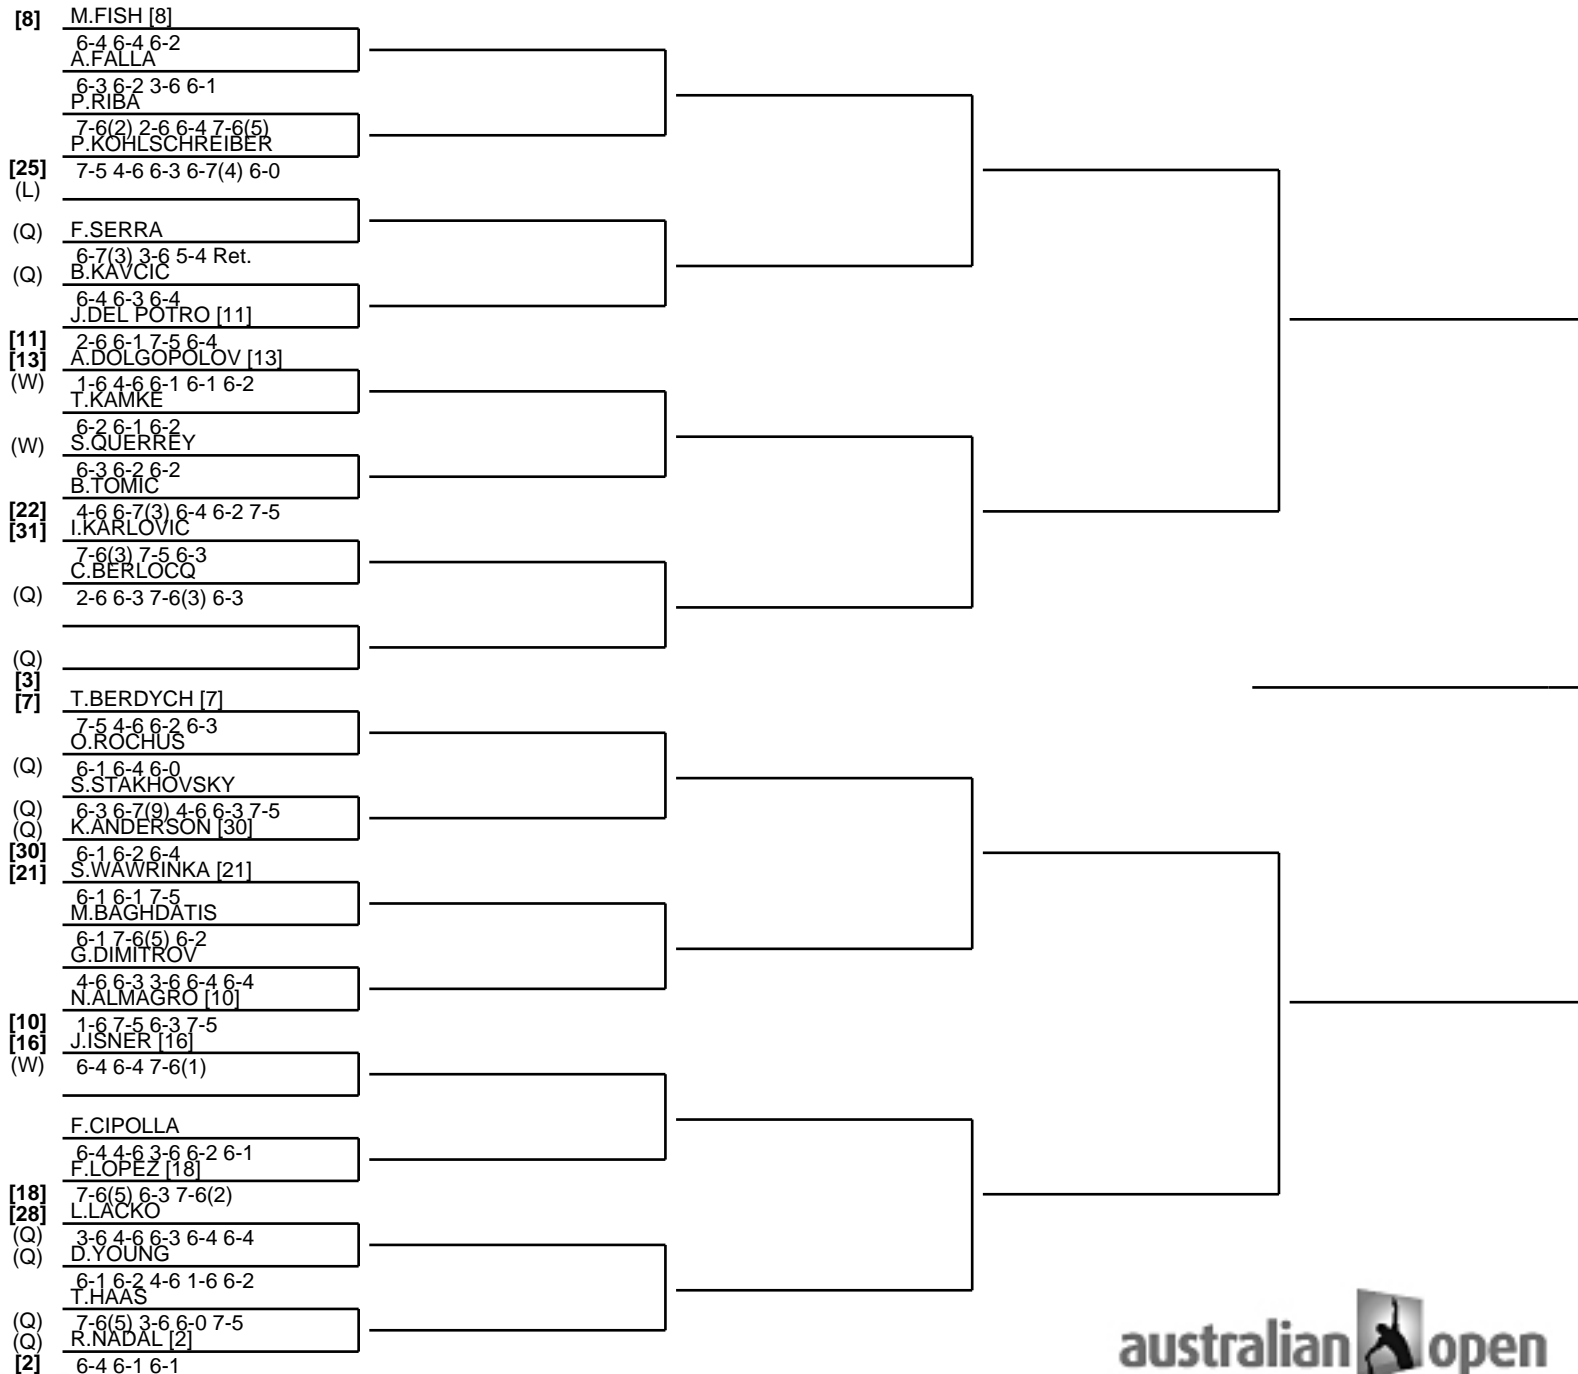 [8] M.FISH [8]
6-4 6-4 6-2
A.FALLA
6-3 6-2 3-6 6-1
P.RIBA
7-6(2) 2-6 6-4 7-6(5)
P.KOHLSCHREIBER
[25] 7-5 4-6 6-3 6-7(4) 6-0
(L)
(Q) F.SERRA
6-7(3) 3-6 5-4 Ret.
(Q) B.KAVCIC
6-4 6-3 6-4
J.DEL POTRO [11]
[11] 2-6 6-1 7-5 6-4
[13] A.DOLGOPOLOV [13]
(W) 1-6 4-6 6-1 6-1 6-2
T.KAMKE
6-2 6-1 6-2
(W) S.QUERREY
6-3 6-2 6-2
B.TOMIC
[22] 4-6 6-7(3) 6-4 6-2 7-5
[31] I.KARLOVIC
7-6(3) 7-5 6-3
C.BERLOCQ
(Q) 2-6 6-3 7-6(3) 6-3
(Q)
[3]
[7] T.BERDYCH [7]
7-5 4-6 6-2 6-3
O.ROCHUS
(Q) 6-1 6-4 6-0
S.STAKHOVSKY
(Q) 6-3 6-7(9) 4-6 6-3 7-5
(Q) K.ANDERSON [30]
[30] 6-1 6-2 6-4
[21] S.WAWRINKA [21]
6-1 6-1 7-5
M.BAGHDATIS
6-1 7-6(5) 6-2
G.DIMITROV
4-6 6-3 3-6 6-4 6-4
N.ALMAGRO [10]
[10] 1-6 7-5 6-3 7-5
[16] J.ISNER [16]
(W) 6-4 6-4 7-6(1)
F.CIPOLLA
6-4 4-6 3-6 6-2 6-1
F.LOPEZ [18]
[18] 7-6(5) 6-3 7-6(2)
[28] L.LACKO
(Q) 3-6 4-6 6-3 6-4 6-4
(Q) D.YOUNG
6-1 6-2 4-6 1-6 6-2
T.HAAS
(Q) 7-6(5) 3-6 6-0 7-5
(Q) R.NADAL [2]
[2] 6-4 6-1 6-1
australian open